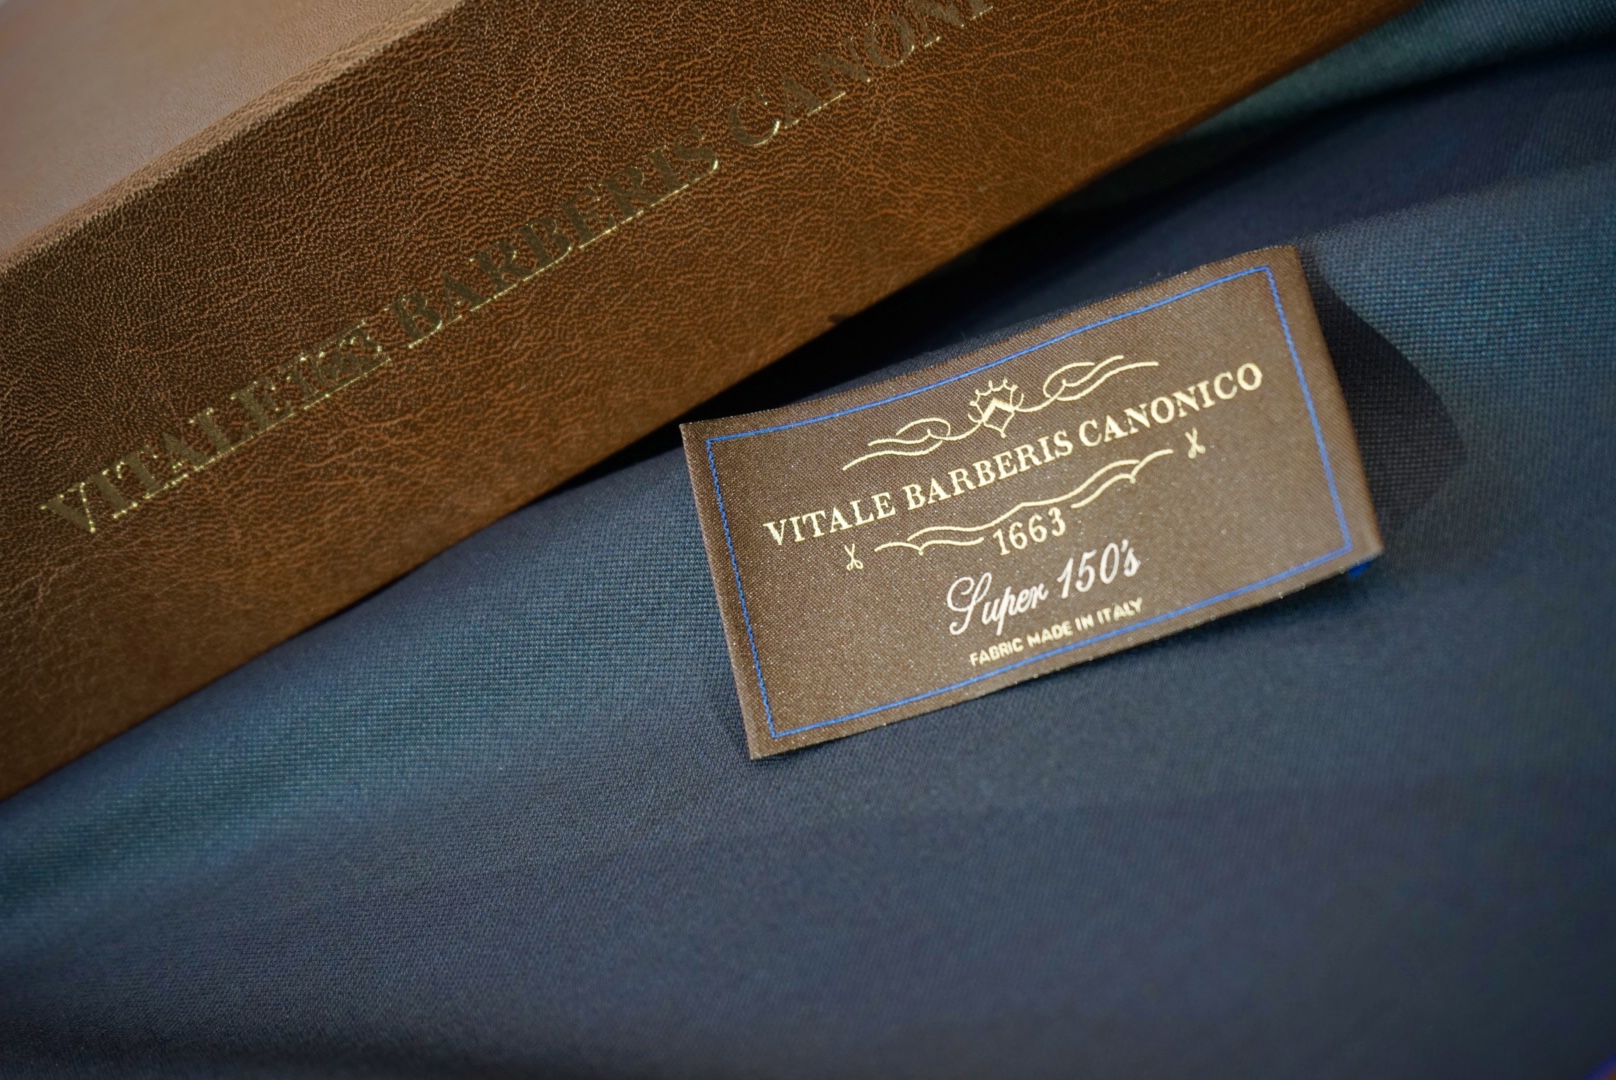 VITALE BARBERIS CANONI
VITALE BARBERIS CANONICO
1663
Super 150's
FABRIC MADE IN ITALY